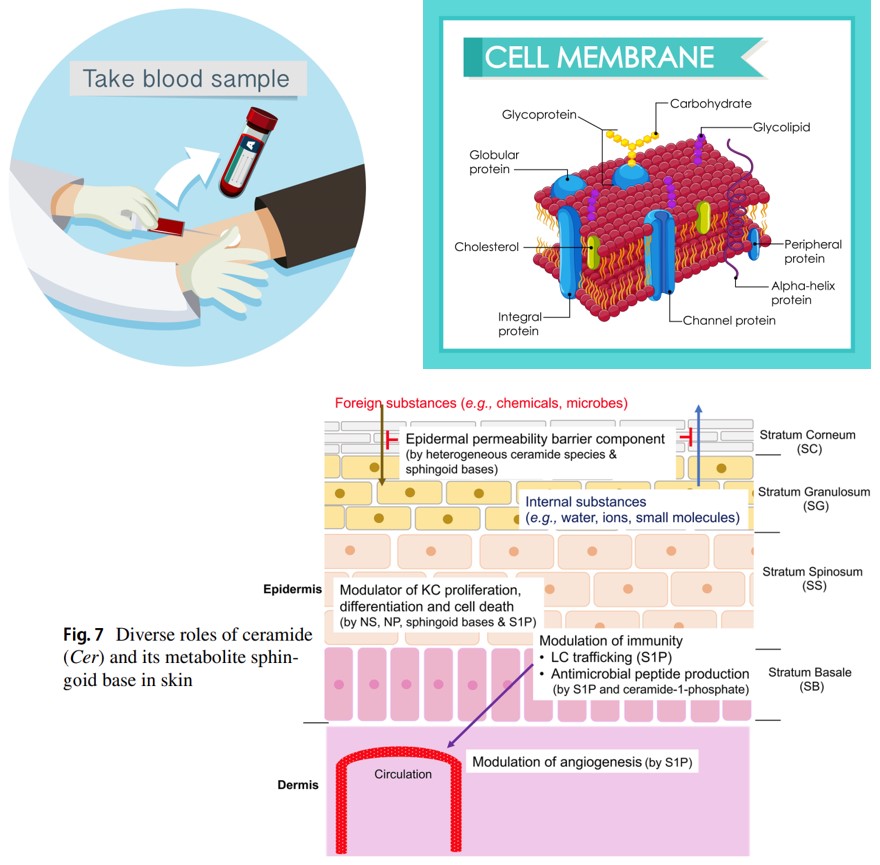 Take blood sample
A
CELL MEMBRANE
Carbohydrate
Glycoprotein
Glycolipid
Globular
protein
Cholesterol
Peripheral
protein
Alpha-helix
protein
Integral
protein
Channel protein
Foreign substances (e.g., chemicals, microbes)
Epidermal permeability barrier component
(by heterogeneous ceramide species &
sphingoid bases)
Stratum Corneum
(SC)
Internal substances
(e.g., water, ions, small molecules)
Stratum Granulosum
(SG)
Stratum Spinosum
(SS)
Epidermis
Modulator of KC proliferation,
differentiation and cell death
(by NS, NP, sphingoid bases & S1P)
Fig. 7 Diverse roles of ceramide
(Cer) and its metabolite sphin-
goid base in skin
Modulation of immunity
• LC trafficking (S1P)
• Antimicrobial peptide production
(by S1P and ceramide-1-phosphate)
Stratum Basale
(SB)
Modulation of angiogenesis (by S1P)
Circulation
Dermis